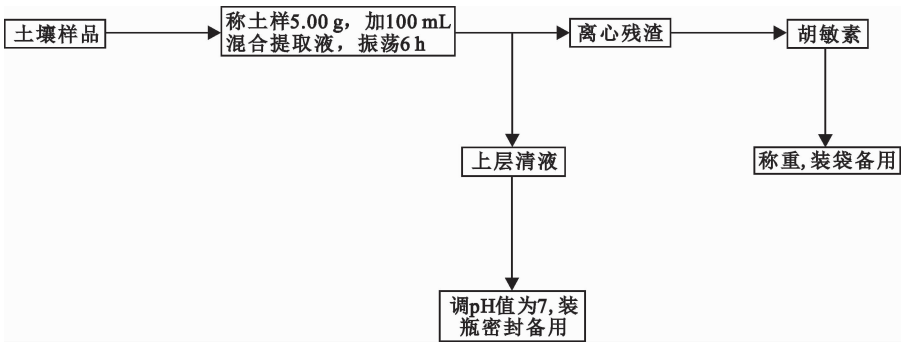 土壤样品
称土样5.00 g，加100 mL
混合提取液，振荡6 h
离心残渣
胡敏素
上层清液
称重,装袋备用
调pH值为7,装
瓶密封备用